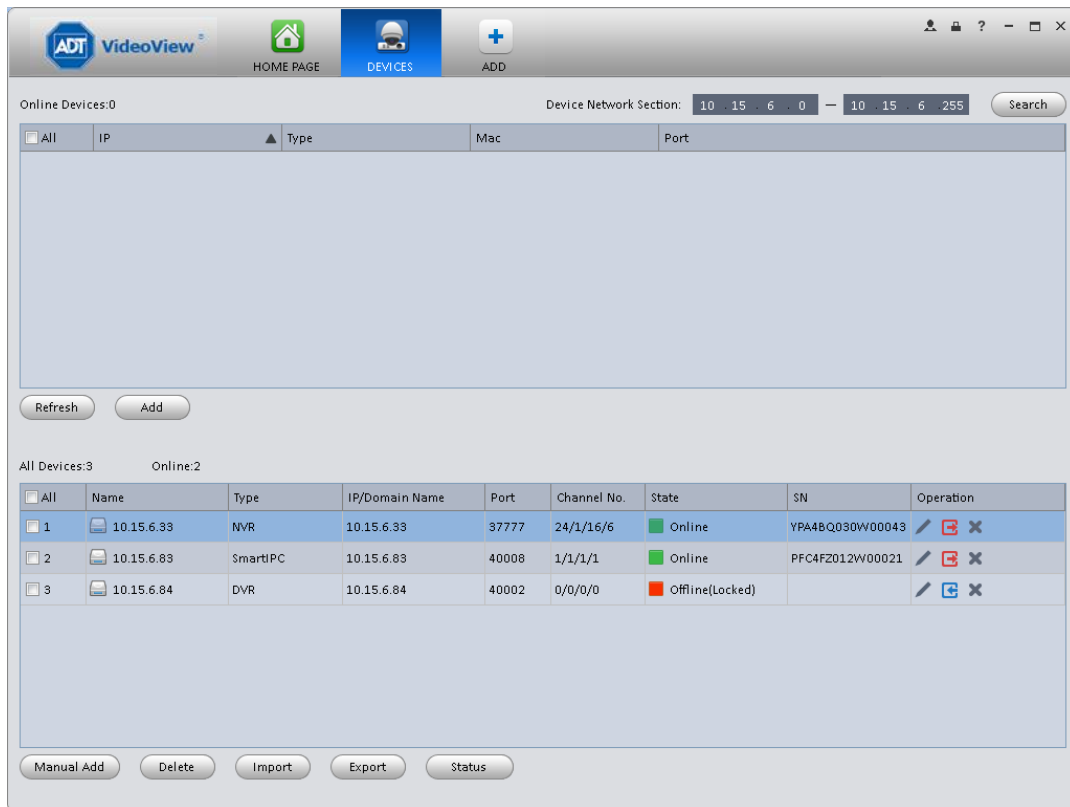 ADT VideoView®
HOME PAGE DEVICES ADD
?
Online Devices:0 Device Network Section: 10 . 15 . 6 . 0 — 10 . 15 . 6 . 255 Search
All IP Type Mac Port
Refresh Add
All Devices:3 Online:2
All Name Type IP/Domain Name Port Channel No. State SN Operation
1 10.15.6.33 NVR 10.15.6.33 37777 24/1/16/6 Online YPA4BQ030W00043
2 10.15.6.83 SmartIPC 10.15.6.83 40008 1/1/1/1 Online PFC4FZ012W00021
3 10.15.6.84 DVR 10.15.6.84 40002 0/0/0/0 Offline(Locked)
Manual Add Delete Import Export Status